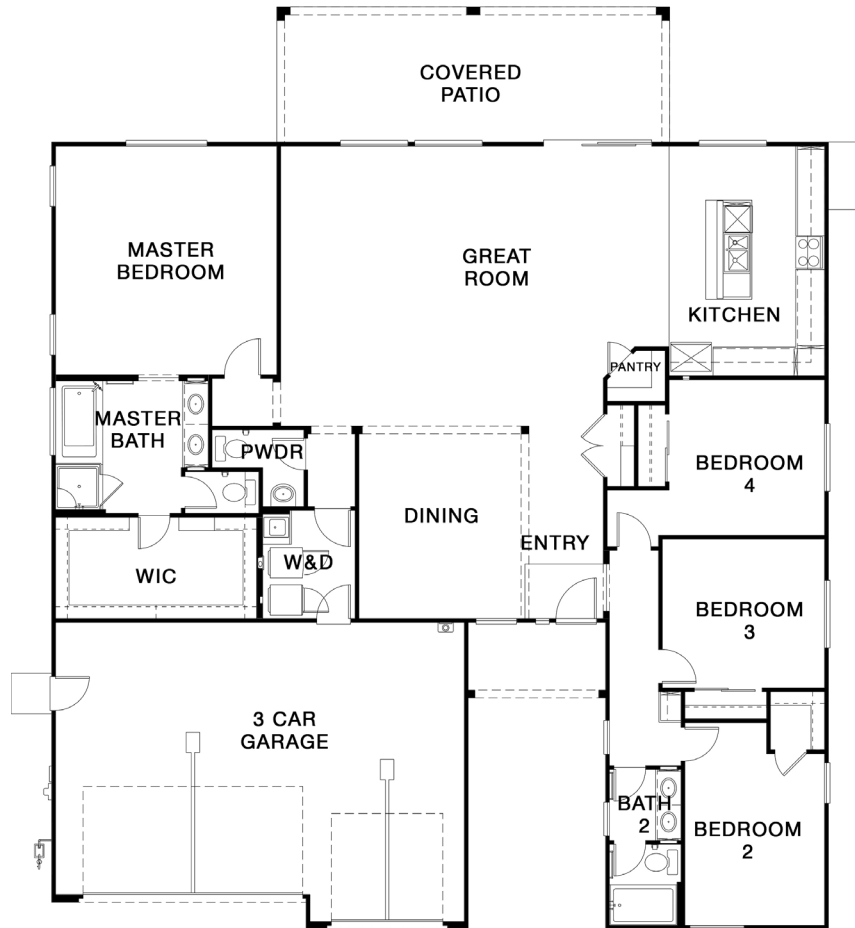 COVERED
PATIO
MASTER
BEDROOM
GREAT
ROOM
KITCHEN
PANTRY
MASTER
BATH
PWDR
BEDROOM
4
DINING
ENTRY
W&D
WIC
BEDROOM
3
3 CAR
GARAGE
BATH
2
BEDROOM
2